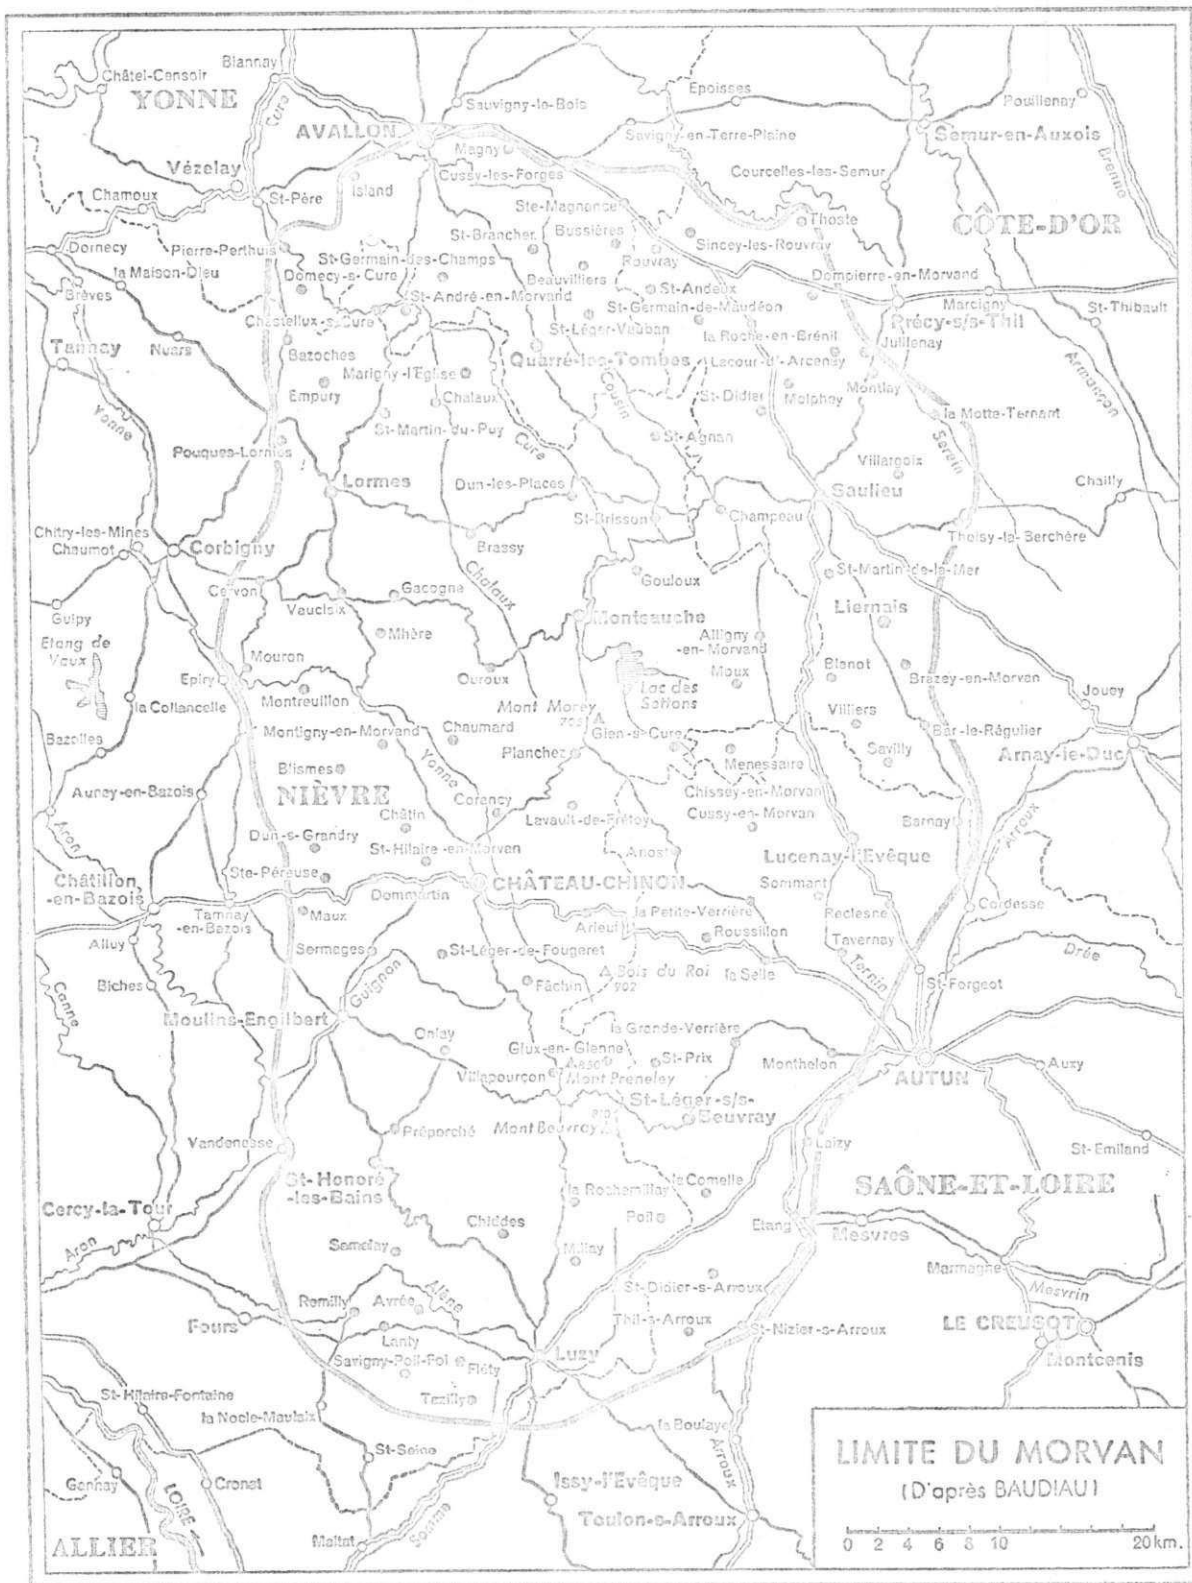 Châtel-Censoir
Blannay
YONNE
Cure
Sauvigny-le-Bois
Epoisses
Pouillenay
AVALLON
Magny
Savigny-en-Terre-Plaine
Semur-en-Auxois
Brenne
Vézelay
Island
Cussy-les-Forges
Courcelles-les-Semur
Chamoux
St-Père
Ste-Magnance
Thoste
CÔTE-D'OR
Dornecy
Pierre-Perthuis
St-Brancher
Bussières
Sincey-les-Rouvray
la Maison-Dieu
St-Germain-des-Champs
Rouvray
Domecy-s-Cure
Beauvilliers
Dompierre-en-Morvand
Brèves
St-André-en-Morvand
St-Andeux
Marcigny
St-Thibault
Chastellux-s-Cure
St-Germain-de-Modéon
St-Léger-Vauban
Précy-s/s-Thil
Tannay
Nuars
Bazoches
la Roche-en-Brénil
Juillenay
Quarré-les-Tombes
Lacour-d'Arcenay
Marigny-l'Eglise
Montlay
Armançon
Empury
Chalaux
Cousin
St-Didier
Molphey
Yonne
la Motte-Ternant
St-Martin-du-Puy
Cure
St-Agnan
Serein
Pouques-Lormes
Villargoix
Lormes
Dun-les-Places
Saulieu
Chailly
St-Brisson
Champeau
Chitry-les-Mines
Chaumot
Corbigny
Brassy
Thoisy-la-Berchère
Chalaux
Gouloux
St-Martin-de-la-Mer
Cervon
Vauclaix
Gacogne
Guipy
Montsauche
Liernais
Etang de
Vaux
Mhère
Alligny
-en-Morvand
Mouron
Ouroux
Moux
Blanot
Epiry
Brazey-en-Morvan
Montreuillon
Lac des
Settons
Jouey
la Collancelle
Mont Morey
Villiers
Montigny-en-Morvand
Chaumard
Gien-s-Cure
Bar-le-Régulier
Bazolles
Planchez
Savilly
Arnay-le-Duc
Yonne
Menessaire
Blismes
Chissey-en-Morvan
Aunay-en-Bazois
NIÈVRE
Corancy
Châtin
Lavault-de-Frétoy
Cussy-en-Morvan
Barnay
Arroux
Aron
Dun-s-Grandry
St-Hilaire-en-Morvan
Anost
Lucenay-l'Evêque
Châtillon
-en-Bazois
Ste-Péreuse
CHÂTEAU-CHINON
Sommant
Dommartin
Tamnay
-en-Bazois
Maux
Arleuf
la Petite-Verrière
Reclesne
Cordesse
Roussillon
Alluy
Sermages
St-Léger-de-Fougeret
Tavernay
Drée
Bois du Roi
902
la Selle
Ternin
Biches
Guignon
Fâchin
St-Forgeot
Canne
Moulins-Engilbert
Onlay
la Grande-Verrière
Glux-en-Glenne
850
St-Prix
Monthelon
Villapourçon
Mont Preneley
AUTUN
Auxy
St-Léger-s/s-
Beuvray
Préporché
Mont Beuvray
Vandenesse
Laizy
St-Emiland
St-Honoré
-les-Bains
la Rochemillay
la Comelle
SAÔNE-ET-LOIRE
Cercy-la-Tour
Chiddes
Poil
Etang
Mesvres
Aron
Semelay
Millay
Marmagne
Mesvrin
St-Didier-s-Arroux
Alène
Remilly
Avrée
Fours
Lanty
Thil-s-Arroux
St-Nizier-s-Arroux
LE CREUSOT
Luzy
Montcenis
Savigny-Poil-Fol
Fléty
St-Hilaire-Fontaine
Tazilly
la Nocle-Maulaix
la Boulaye
LIMITE DU MORVAN
St-Seine
(D'après BAUDIAU)
Gannay
LOIRE
Cronat
Issy-l'Evêque
Arroux
Toulon-s-Arroux
Somme
ALLIER
Maltat
0 2 4 6 8 10 20 km.